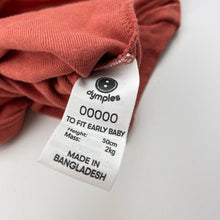 dymples
00000
TO FIT EARLY BABY
Height: 50cm
Mass: 2kg
MADE IN
BANGLADESH